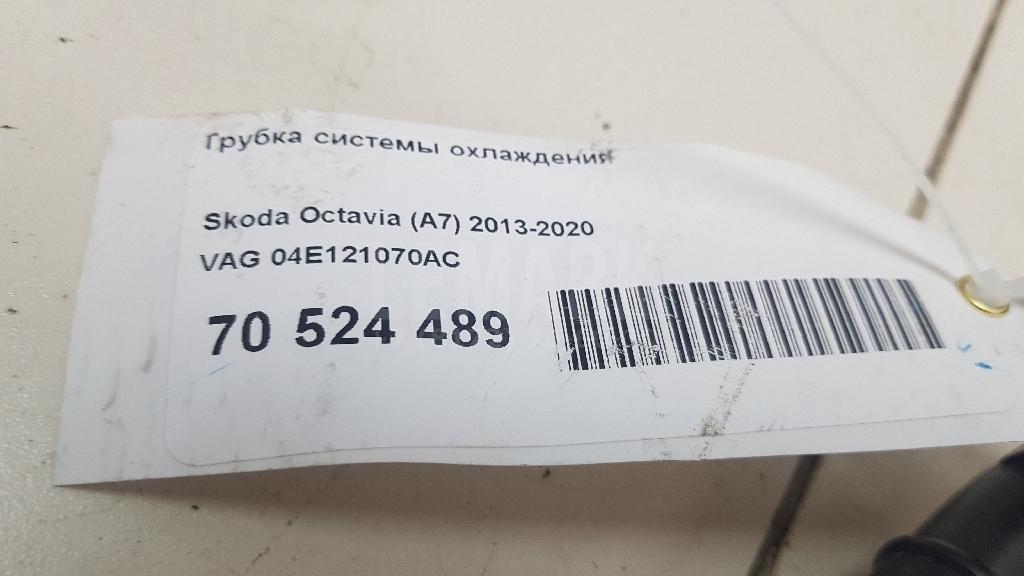 Трубка системы охлаждения
Skoda Octavia (A7) 2013-2020
VAG 04E121070AC
70 524 489